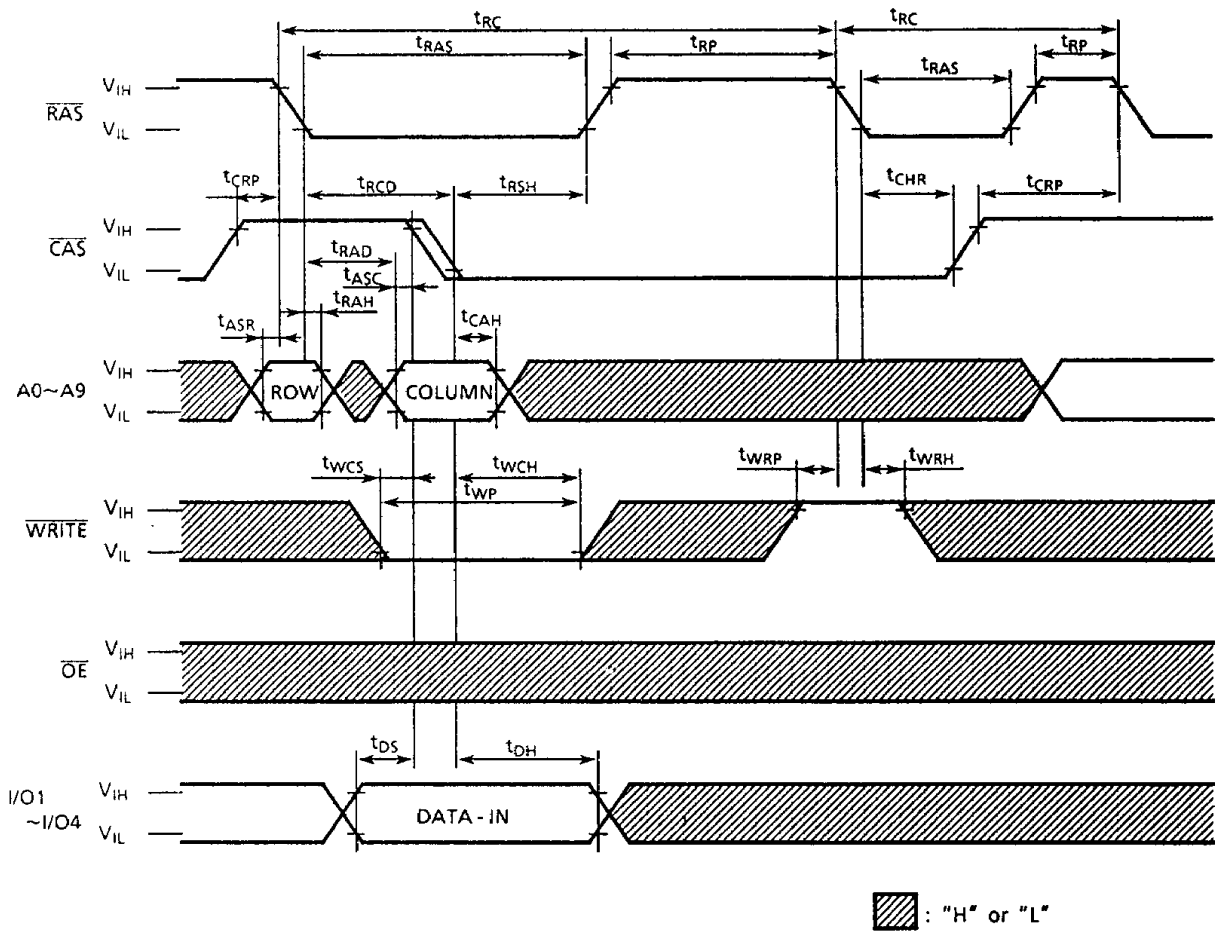 tRC tRC
tRAS tRP tRP
tRAS
VIH
RAS
VIL
tCRP tRCD tRSH tCHR tCRP
VIH
CAS
VIL
tRAD
tASC
tRAH
tASR tCAH
VIH
A0~A9 ROW COLUMN
VIL
tWCS tWCH tWRP tWRH
tWP
VIH
WRITE
VIL
VIH
OE
VIL
tDS tDH
VIH
I/O1
~I/O4 DATA - IN
VIL
: "H" or "L"